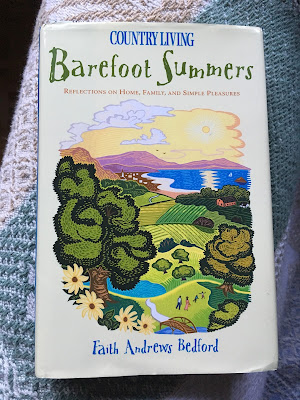 COUNTRY LIVING
Barefoot Summers
REFLECTIONS ON HOME, FAMILY, AND SIMPLE PLEASURES
Faith Andrews Bedford